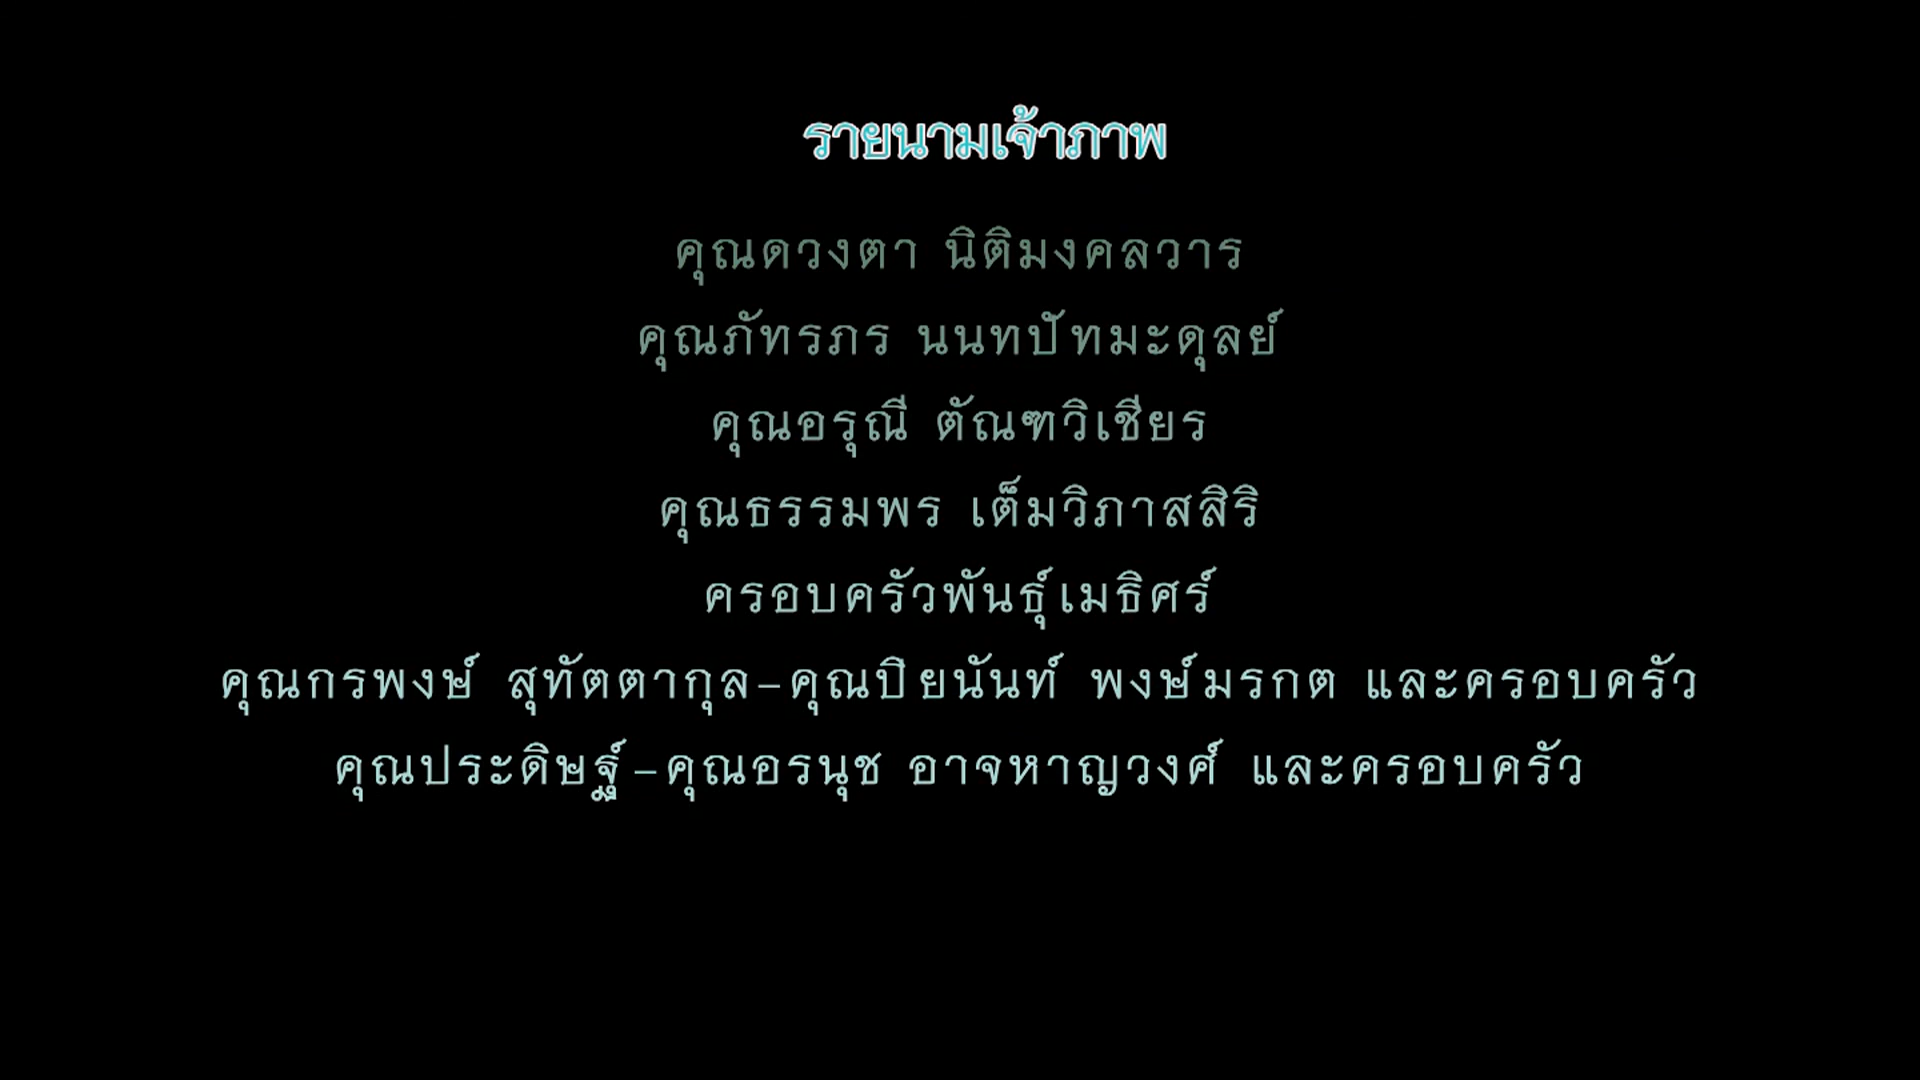 รายนามเจ้าภาพ
คุณดวงตา นิติมงคลวาร
คุณภัทรภร นนทปัทมะดุลย์
คุณอรุณี ตัณฑวิเชียร
คุณธรรมพร เต็มวิภาสสิริ
ครอบครัวพันธุ์เมธิศร์
คุณกรพงษ์ สุทัตตากุล-คุณปิยนันท์ พงษ์มรกต และครอบครัว
คุณประดิษฐ์-คุณอรนุช อาจหาญวงศ์ และครอบครัว